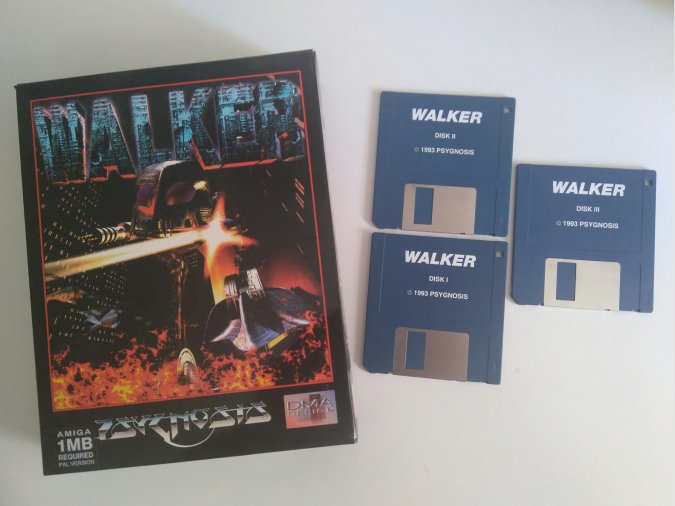 WALKER
AMIGA
1MB
REQUIRED
PAL VERSION
PSYGNOSIS
DMA
DESIGN
WALKER
DISK II
© 1993 PSYGNOSIS
WALKER
DISK III
© 1993 PSYGNOSIS
WALKER
DISK I
© 1993 PSYGNOSIS